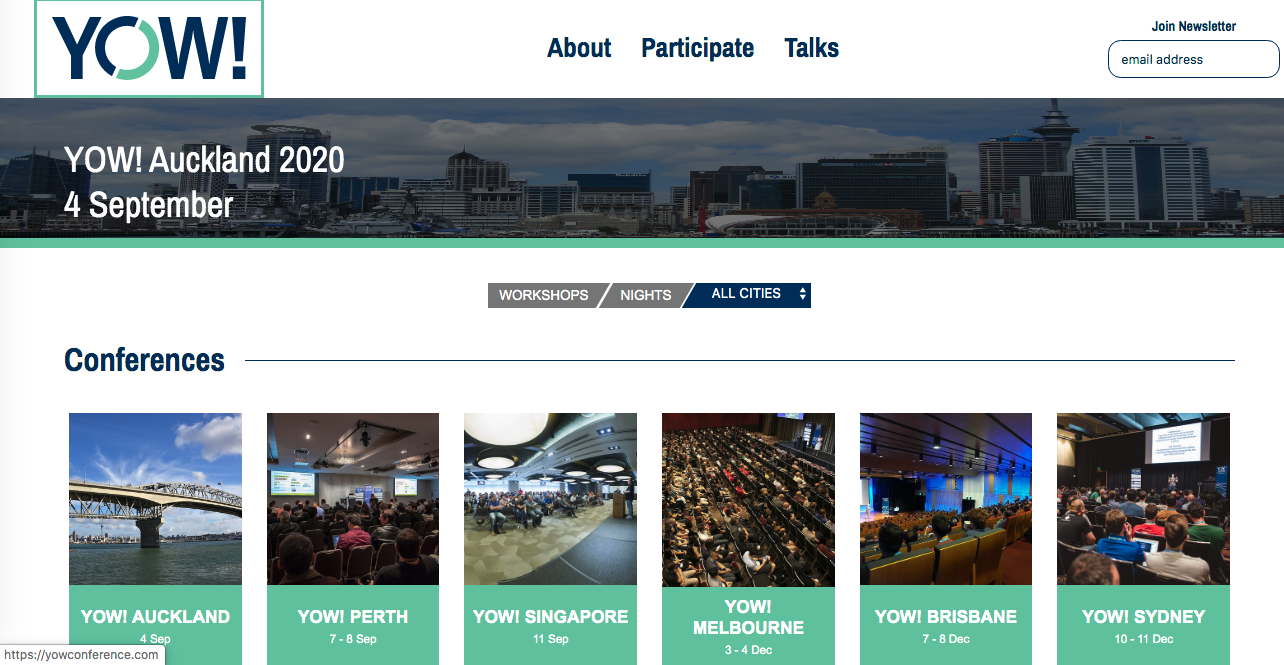 YOW!
About
Participate
Talks
Join Newsletter
email address
YOW! Auckland 2020
4 September
WORKSHOPS
NIGHTS
ALL CITIES
Conferences
YOW! AUCKLAND
4 Sep
YOW! PERTH
7 - 8 Sep
YOW! SINGAPORE
11 Sep
YOW!
MELBOURNE
3 - 4 Dec
YOW! BRISBANE
7 - 8 Dec
YOW! SYDNEY
10 - 11 Dec
https://yowconference.com